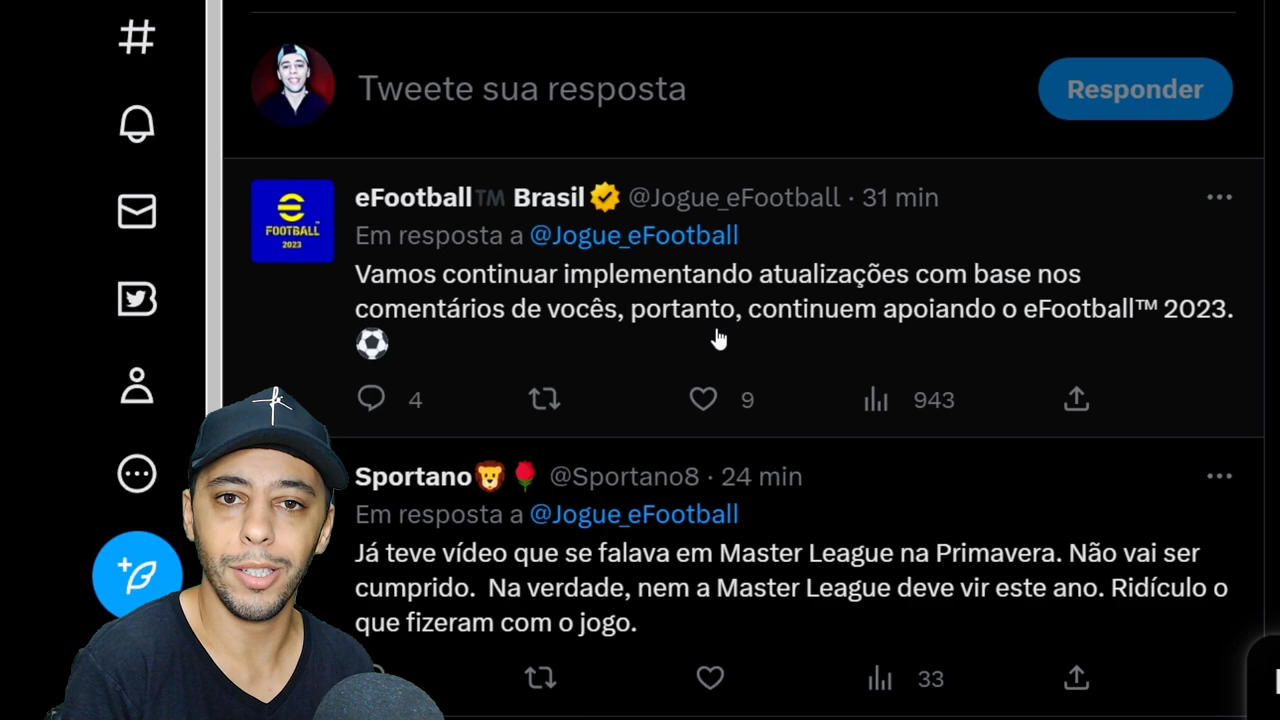 Tweete sua resposta
Responder
eFootball™ Brasil @Jogue_eFootball · 31 min
Em resposta a @Jogue_eFootball
FOOTBALL™
2023
Vamos continuar implementando atualizações com base nos
comentários de vocês, portanto, continuem apoiando o eFootball™ 2023.
⚽
4 9 943
Sportano🦁🌹 @Sportano8 · 24 min
Em resposta a @Jogue_eFootball
Já teve vídeo que se falava em Master League na Primavera. Não vai ser
cumprido.  Na verdade, nem a Master League deve vir este ano. Ridículo o
que fizeram com o jogo.
33